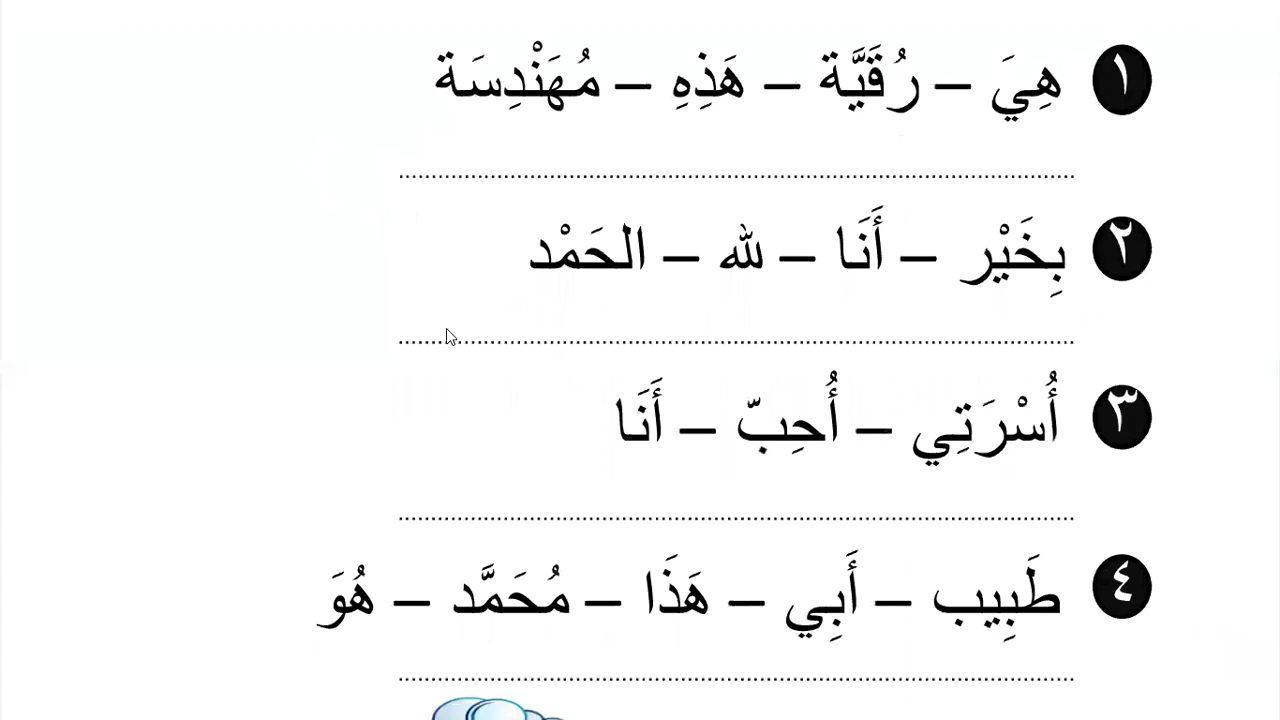 ١ هِيَ – رُقَيَّة – هَذِهِ – مُهَنْدِسَة
٢ بِخَيْر – أَنَا – لله – الحَمْد
٣ أُسْرَتِي – أُحِبّ – أَنَا
٤ طَبِيب – أَبِي – هَذَا – مُحَمَّد – هُوَ